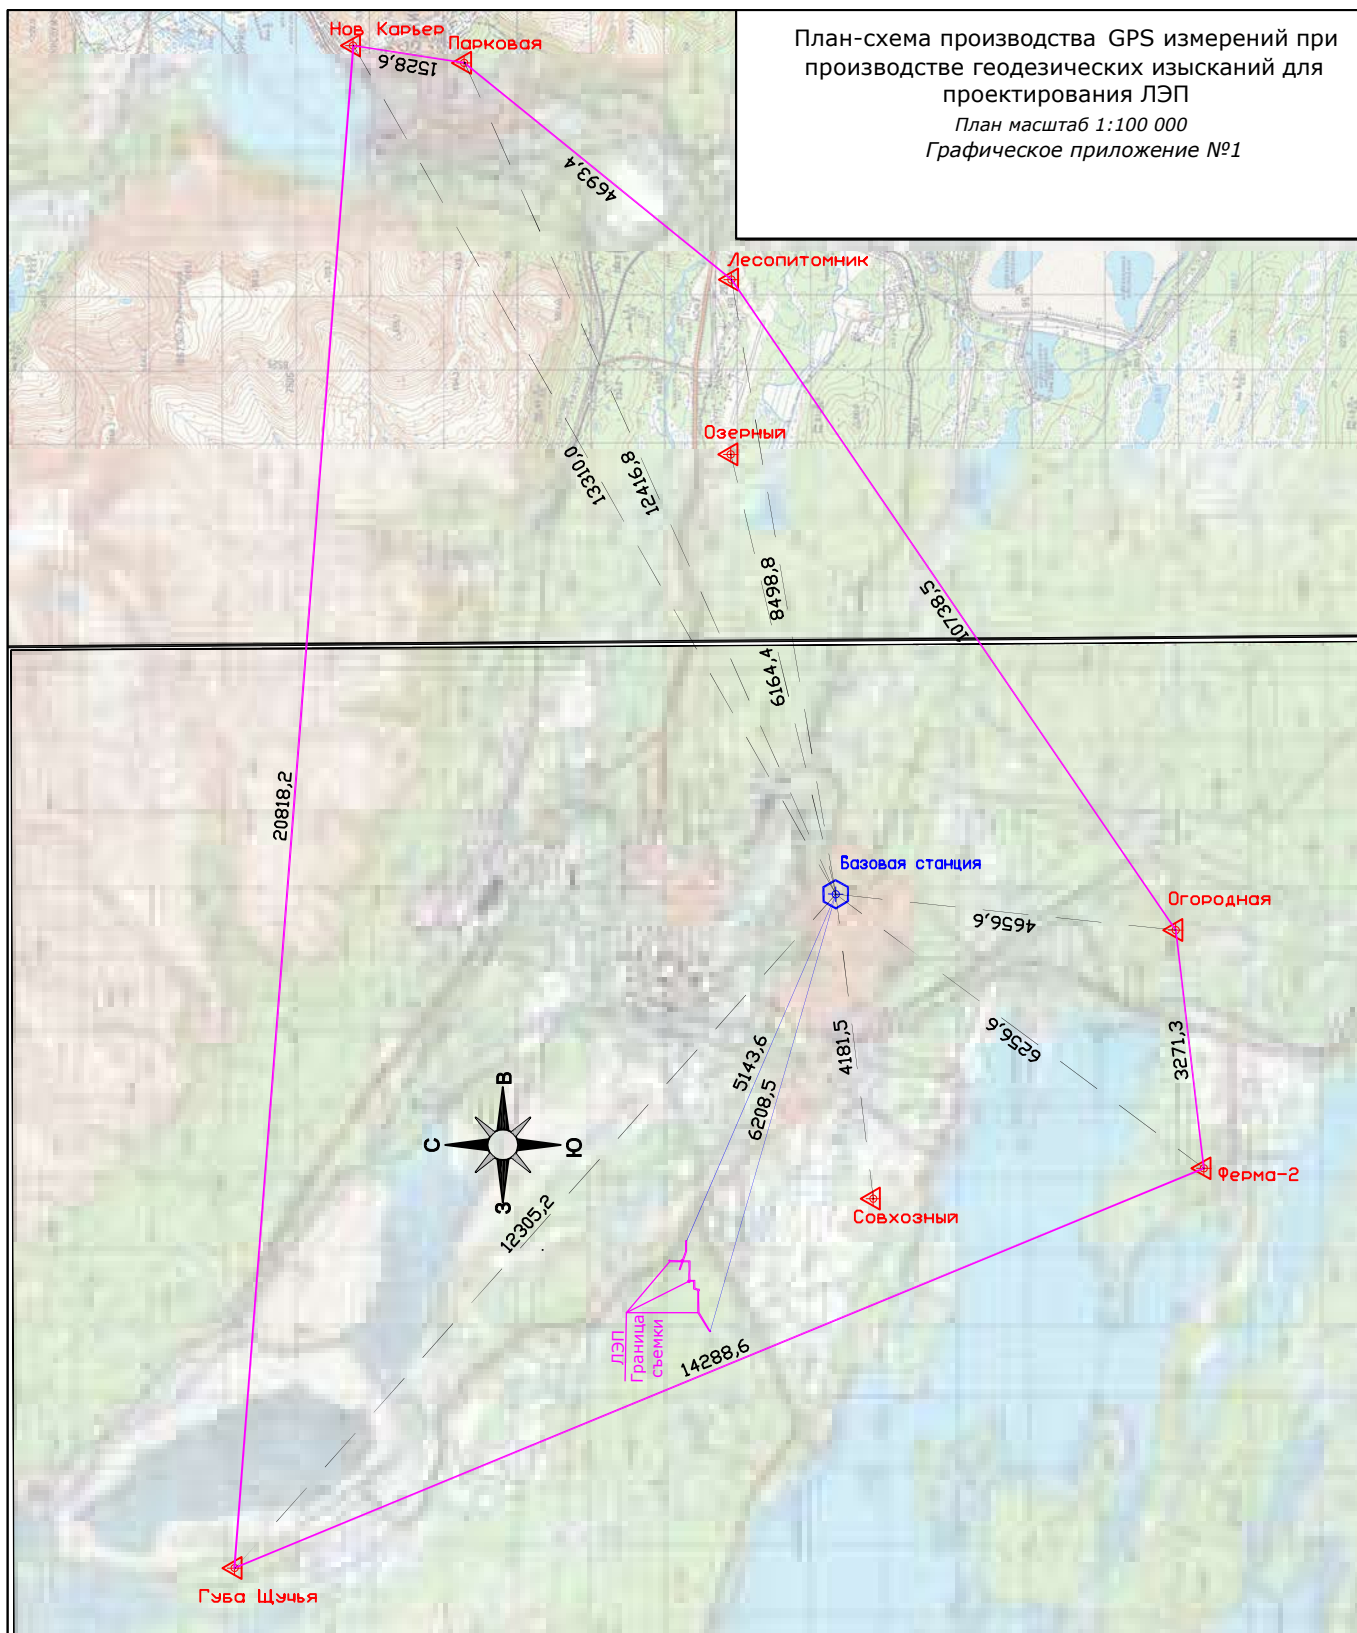 План-схема производства GPS измерений при
производстве геодезических изысканий для
проектирования ЛЭП
План масштаб 1:100 000
Графическое приложение №1
Нов Карьер
Парковая
1528,6
4693,4
Лесопитомник
Озерный
13310,0
12416,8
8498,8
10738,5
6164,4
20818,2
Базовая станция
Огородная
4656,6
5143,6
4181,5
6256,6
3271,3
6208,5
В
С
Ю
З
Ферма-2
Совхозный
12305,2
ЛЭП
Граница
съемки
14288,6
Губа Щучья